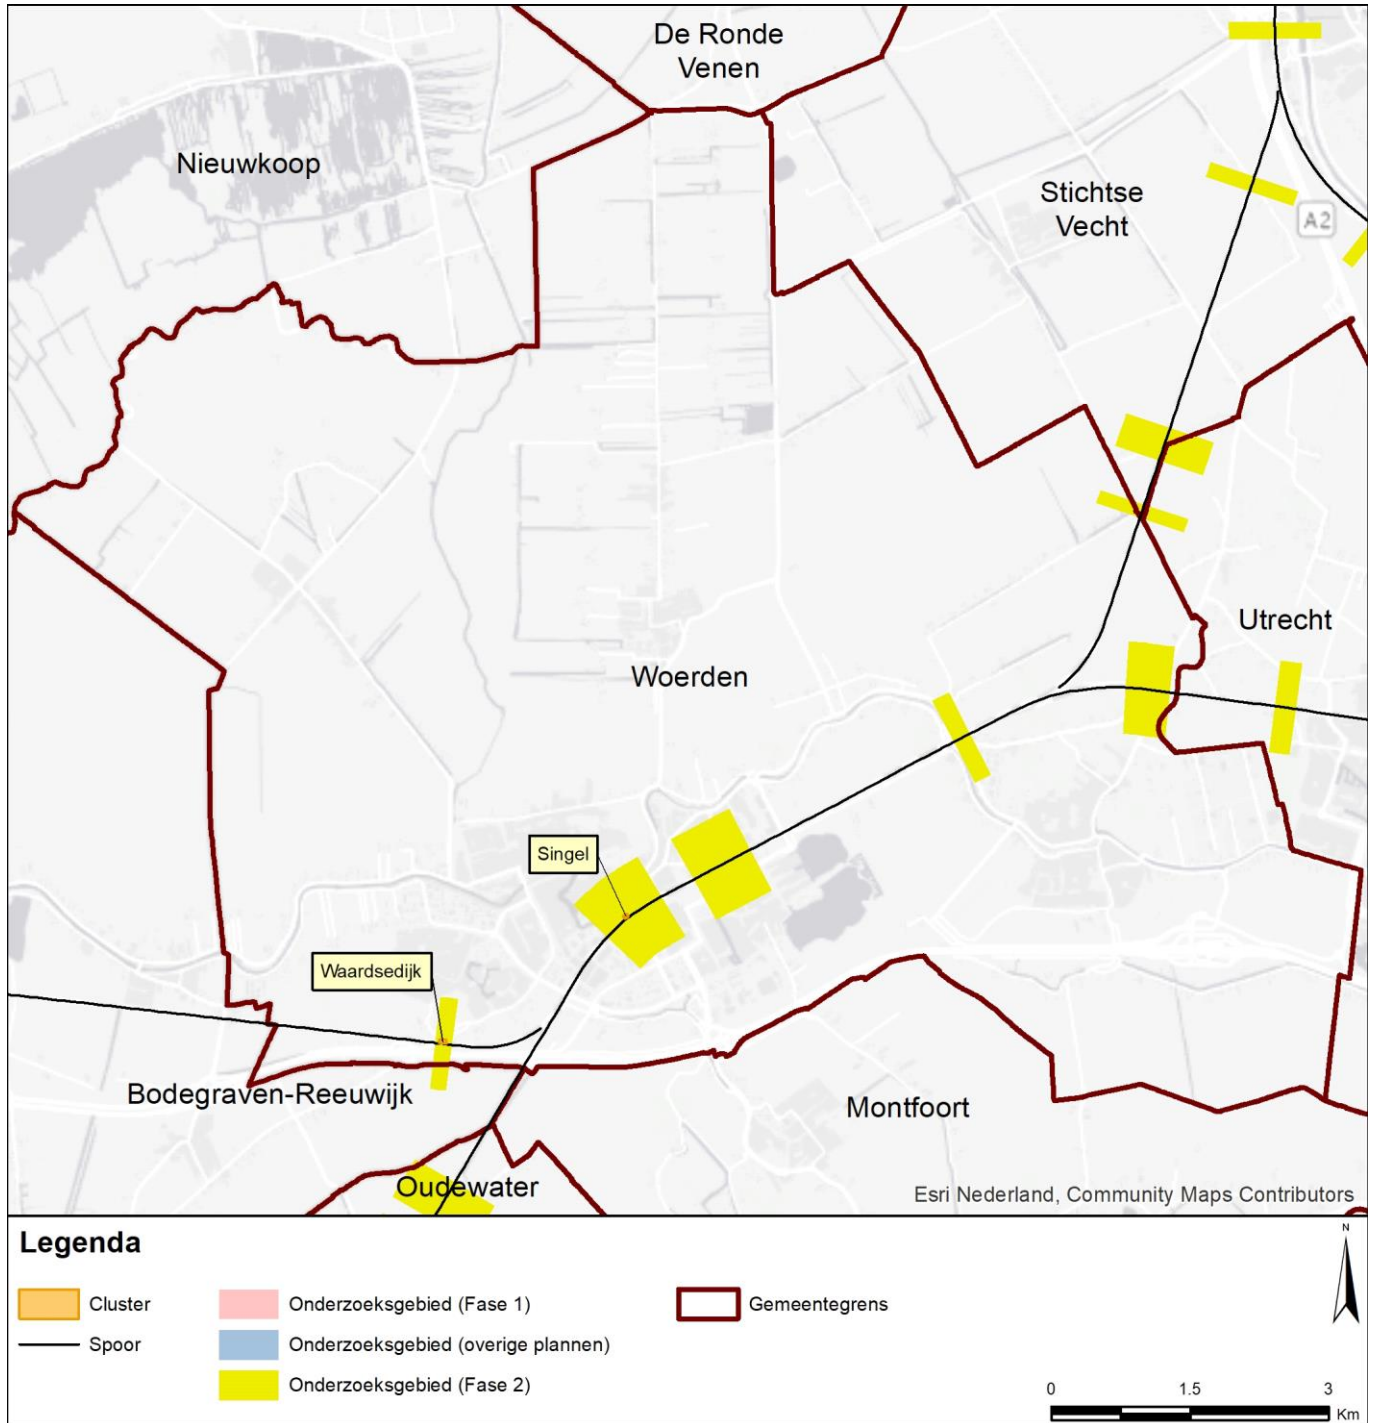 De Ronde
Venen
Nieuwkoop
Stichtse
Vecht
A2
Utrecht
Woerden
Singel
Waardsedijk
Bodegraven-Reeuwijk
Montfoort
Oudewater
Esri Nederland, Community Maps Contributors
Legenda
Cluster
Spoor
Onderzoeksgebied (Fase 1)
Onderzoeksgebied (overige plannen)
Onderzoeksgebied (Fase 2)
Gemeentegrens
N
0 1.5 3
Km